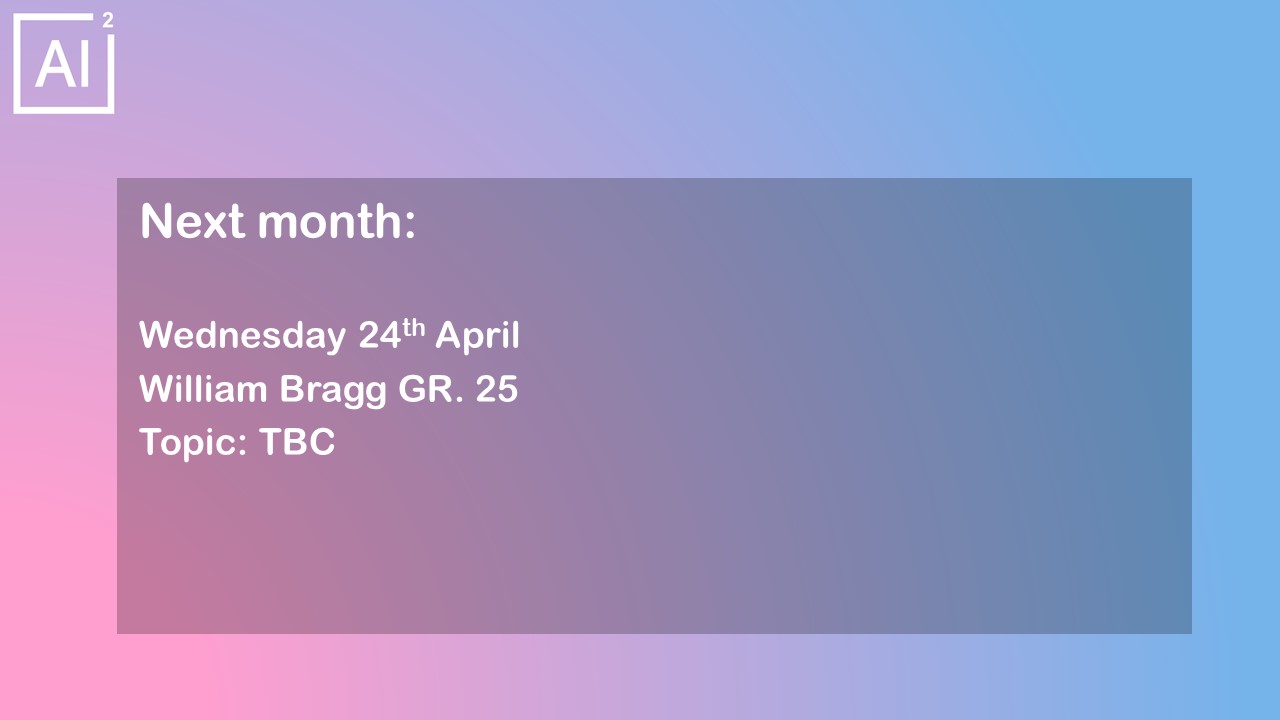 AI 2
Next month:
Wednesday 24th April
William Bragg GR. 25
Topic: TBC